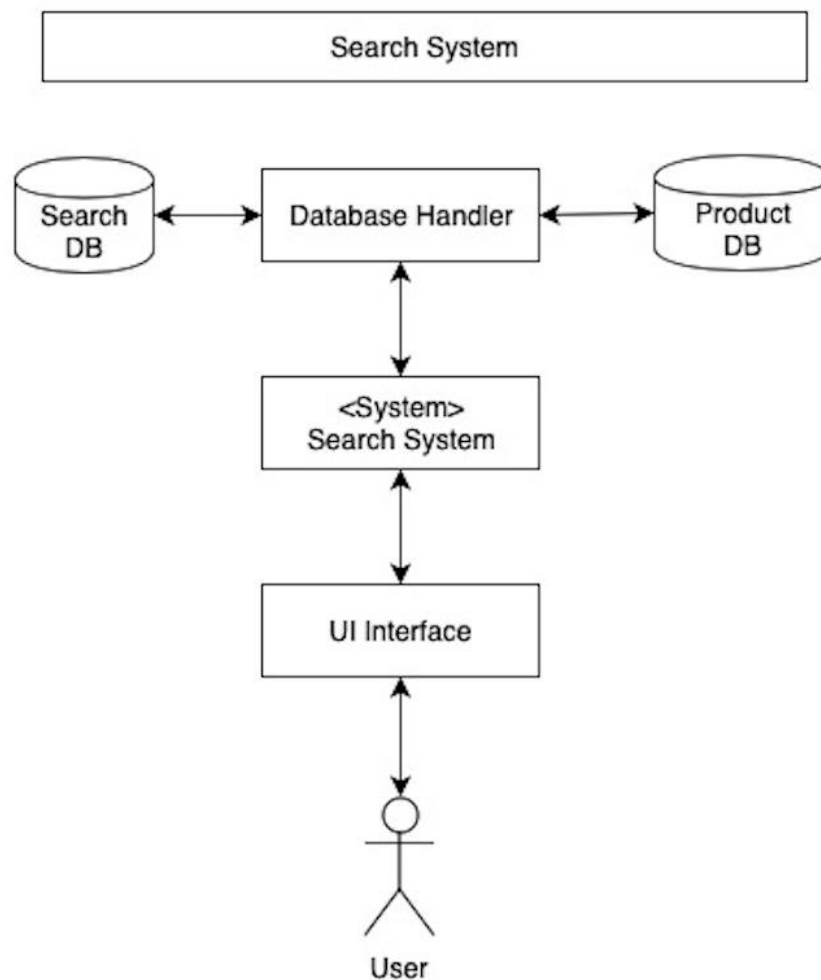 Search System
Search
DB
Database Handler
Product
DB
<System>
Search System
UI Interface
User